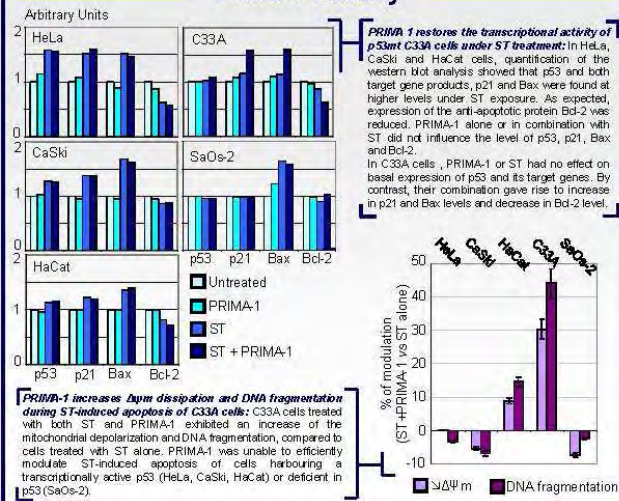 Arbitrary Units
2
HeLa
1
0
C33A
2
CaSki
1
0
SaOs-2
p53 p21 Bax Bcl-2
2
HaCat
1
0
p53 p21 Bax Bcl-2
Untreated
PRIMA-1
ST
ST + PRIMA-1
PRIMA 1 restores the transcriptional activity of
p53mt C33A cells under ST treatment: In HeLa,
CaSki and HaCat cells, quantification of the
western blot analysis showed that p53 and both
target gene products, p21 and Bax were found at
higher levels under ST exposure. As expected,
expression of the anti-apoptotic protein Bcl-2 was
reduced. PRIMA-1 alone or in combination with
ST did not influence the level of p53, p21, Bax
and Bcl-2.
In C33A cells , PRIMA-1 or ST had no effect on
basal expression of p53 and its target genes. By
contrast, their combination gave rise to increase
in p21 and Bax levels and decrease in Bcl-2 level.
HeLa CaSki HaCat C33A SaOs-2
% of modulation
(ST +PRIMA-1 vs ST alone)
50
40
30
20
10
0
-10
↘ΔΨm DNA fragmentation
PRIMA-1 increases Δψm dissipation and DNA fragmentation
during ST-induced apoptosis of C33A cells: C33A cells treated
with both ST and PRIMA-1 exhibited an increase of the
mitochondrial depolarization and DNA fragmentation, compared to
cells treated with ST alone. PRIMA-1 was unable to efficiently
modulate ST-induced apoptosis of cells harbouring a
transcriptionally active p53 (HeLa, CaSki, HaCat) or deficient in
p53 (SaOs-2).